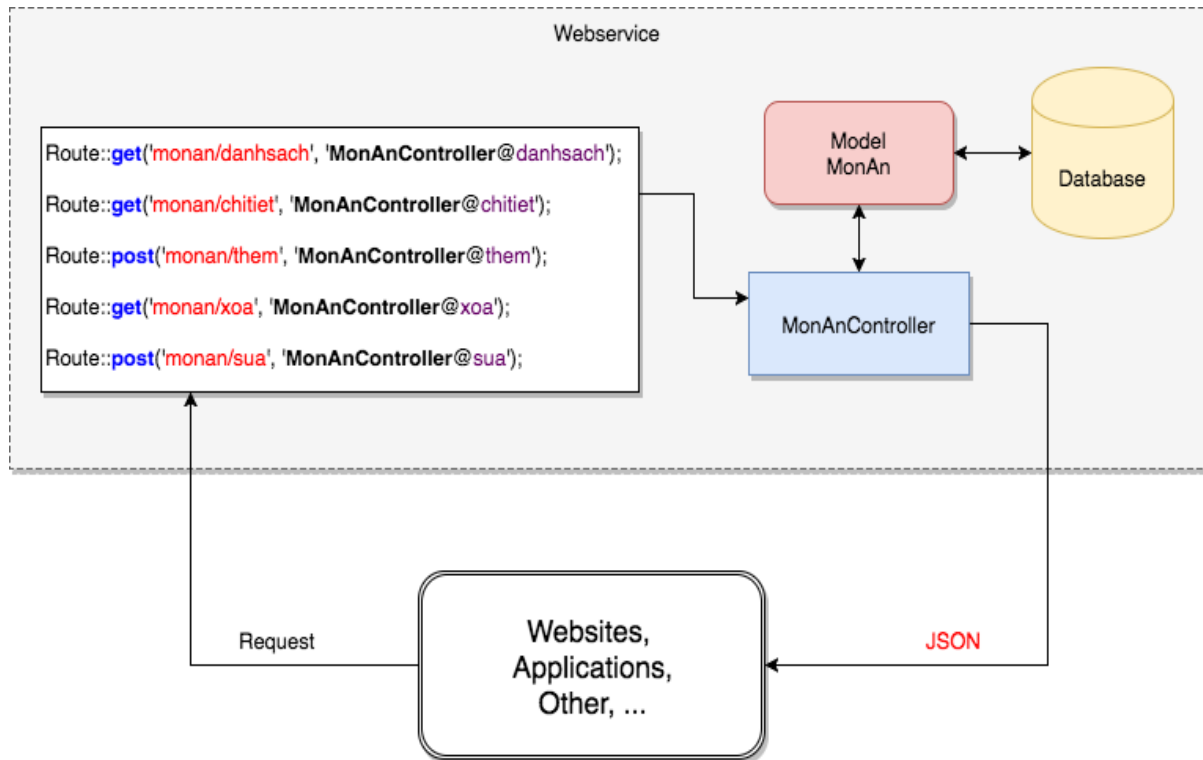 Webservice
Route::get('monan/danhsach', 'MonAnController@danhsach');
Route::get('monan/chitiet', 'MonAnController@chitiet');
Route::post('monan/them', 'MonAnController@them');
Route::get('monan/xoa', 'MonAnController@xoa');
Route::post('monan/sua', 'MonAnController@sua');
Model
MonAn
Database
MonAnController
Request
Websites,
Applications,
Other, ...
JSON